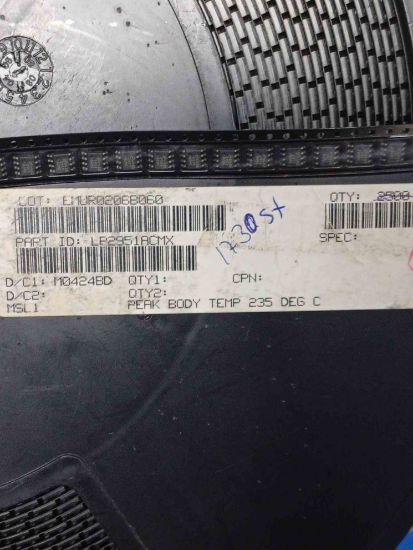 LOT: EMUR0206B060
QTY: 2500
PART ID: LP2951ACMX
SPEC:
1730st
D/C1: M0424BD QTY1: CPN:
D/C2: QTY2:
MSL1 PEAK BODY TEMP 235 DEG C